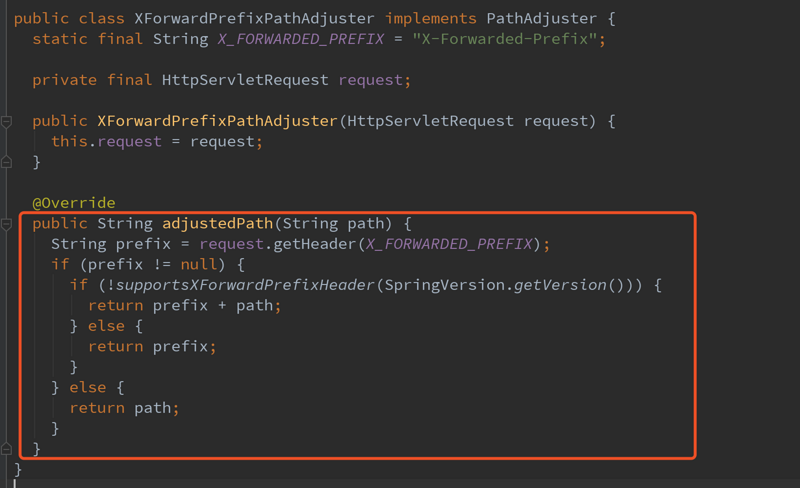 public class XForwardPrefixPathAdjuster implements PathAdjuster {
static final String X_FORWARDED_PREFIX = "X-Forwarded-Prefix";
private final HttpServletRequest request;
public XForwardPrefixPathAdjuster(HttpServletRequest request) {
this.request = request;
}
@Override
public String adjustedPath(String path) {
String prefix = request.getHeader(X_FORWARDED_PREFIX);
if (prefix != null) {
if (!supportsXForwardPrefixHeader(SpringVersion.getVersion())) {
return prefix + path;
} else {
return prefix;
}
} else {
return path;
}
}
}